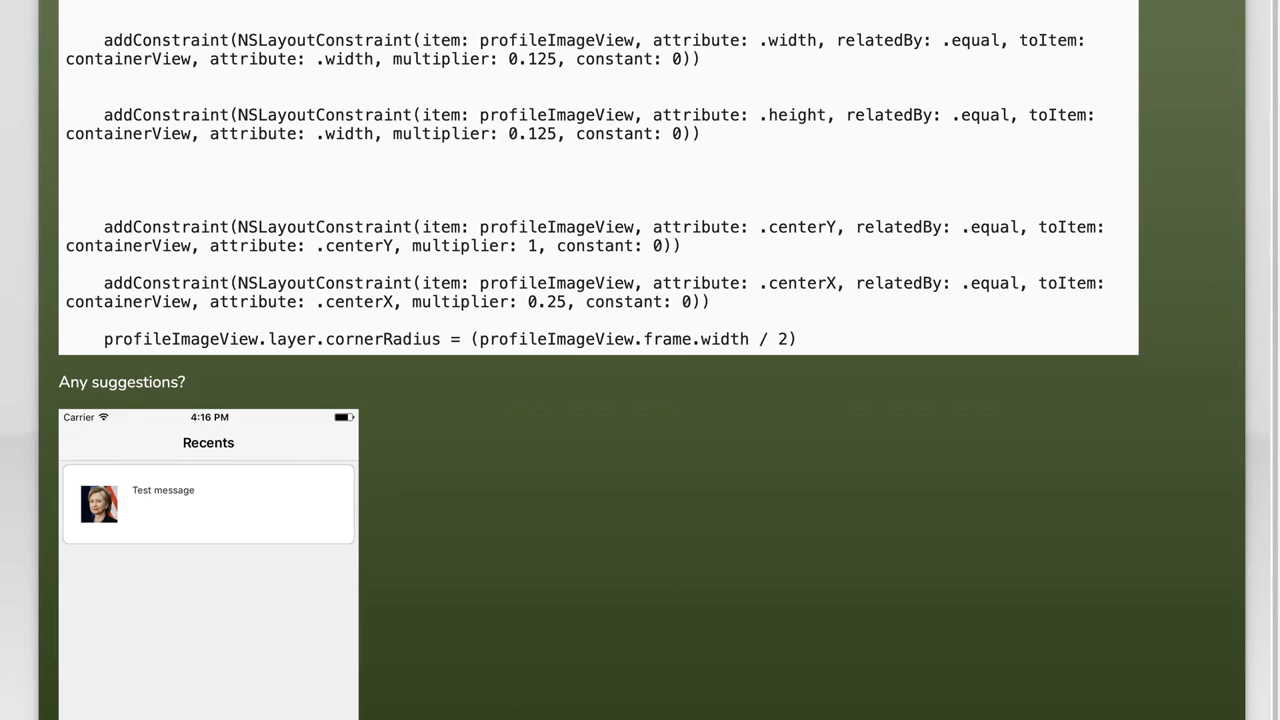 addConstraint(NSLayoutConstraint(item: profileImageView, attribute: .width, relatedBy: .equal, toItem:
containerView, attribute: .width, multiplier: 0.125, constant: 0))
addConstraint(NSLayoutConstraint(item: profileImageView, attribute: .height, relatedBy: .equal, toItem:
containerView, attribute: .width, multiplier: 0.125, constant: 0))
addConstraint(NSLayoutConstraint(item: profileImageView, attribute: .centerY, relatedBy: .equal, toItem:
containerView, attribute: .centerY, multiplier: 1, constant: 0))
addConstraint(NSLayoutConstraint(item: profileImageView, attribute: .centerX, relatedBy: .equal, toItem:
containerView, attribute: .centerX, multiplier: 0.25, constant: 0))
profileImageView.layer.cornerRadius = (profileImageView.frame.width / 2)
Any suggestions?
Carrier 4:16 PM
Recents
Test message